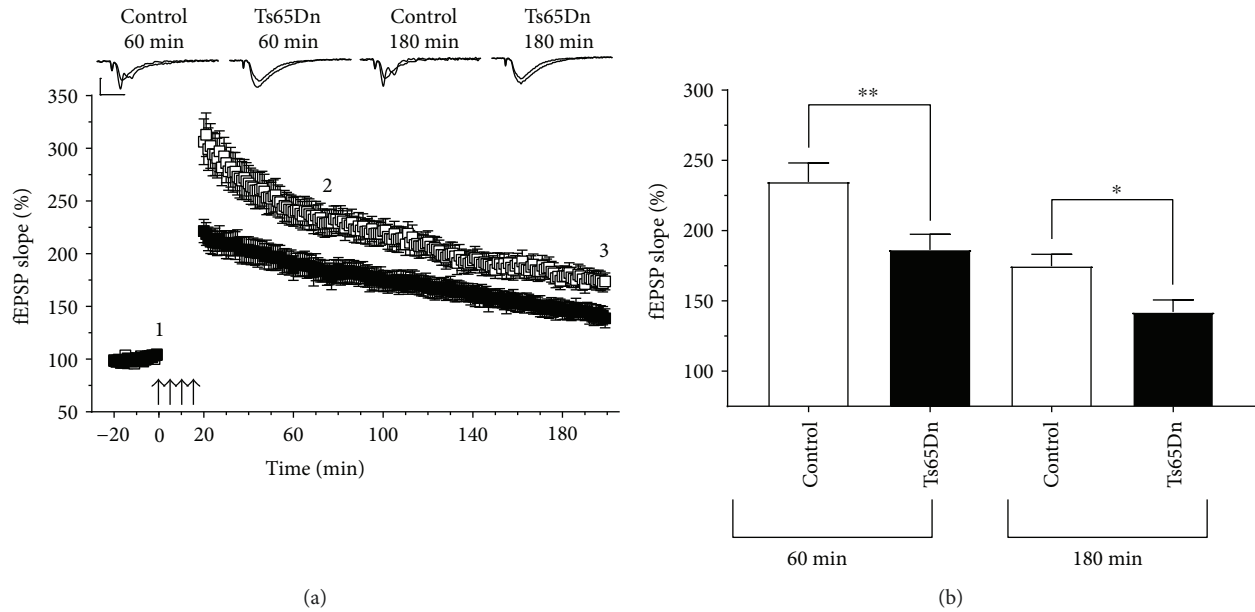 Control
60 min
Ts65Dn
60 min
Control
180 min
Ts65Dn
180 min
350
300
250
200
150
100
50
fEPSP slope (%)
1
2
3
−20
0
20
60
100
140
180
Time (min)
(a)
300
250
200
150
100
fEPSP slope (%)
**
*
Control
Ts65Dn
Control
Ts65Dn
60 min
180 min
(b)